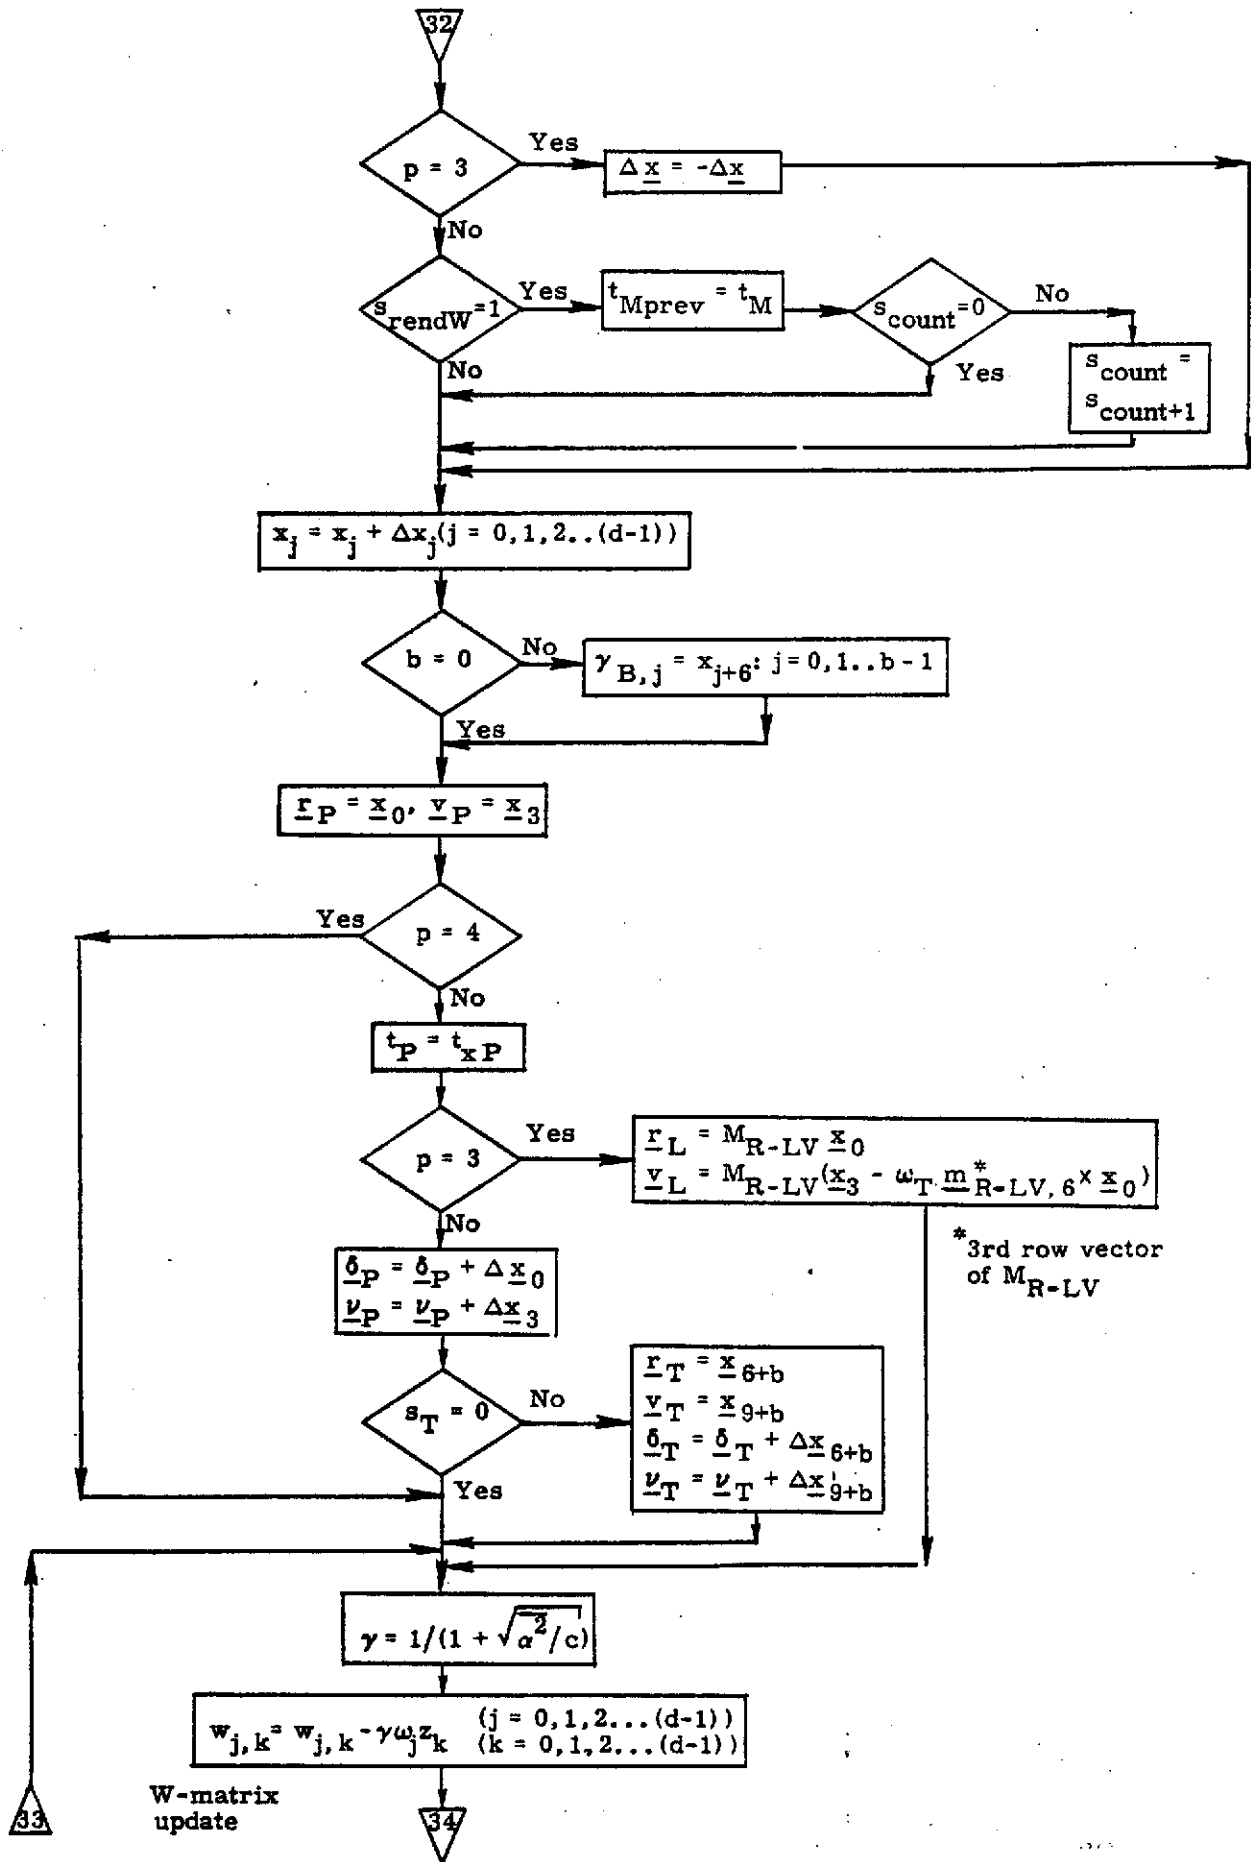 32
p = 3
Yes
Δx = -Δx
No
s_rendW=1
Yes
t_Mprev = t_M
s_count=0
No
s_count =
s_count+1
Yes
No
x_j = x_j + Δx_j(j = 0,1,2..(d-1))
b = 0
No
γ_B,j = x_j+6: j=0,1..b-1
Yes
r_P = x_0, v_P = x_3
p = 4
Yes
No
t_P = t_xP
p = 3
Yes
r_L = M_R-LV x_0
v_L = M_R-LV(x_3 - ω_T m*_R-LV, 6 × x_0)
*3rd row vector
of M_R-LV
No
δ_P = δ_P + Δx_0
ν_P = ν_P + Δx_3
s_T = 0
No
r_T = x_6+b
v_T = x_9+b
δ_T = δ_T + Δx_6+b
ν_T = ν_T + Δx_9+b
Yes
γ = 1/(1 + √α²/c)
w_j,k = w_j,k - γω_j z_k (j = 0,1,2...(d-1))
(k = 0,1,2...(d-1))
W-matrix
update
33
34